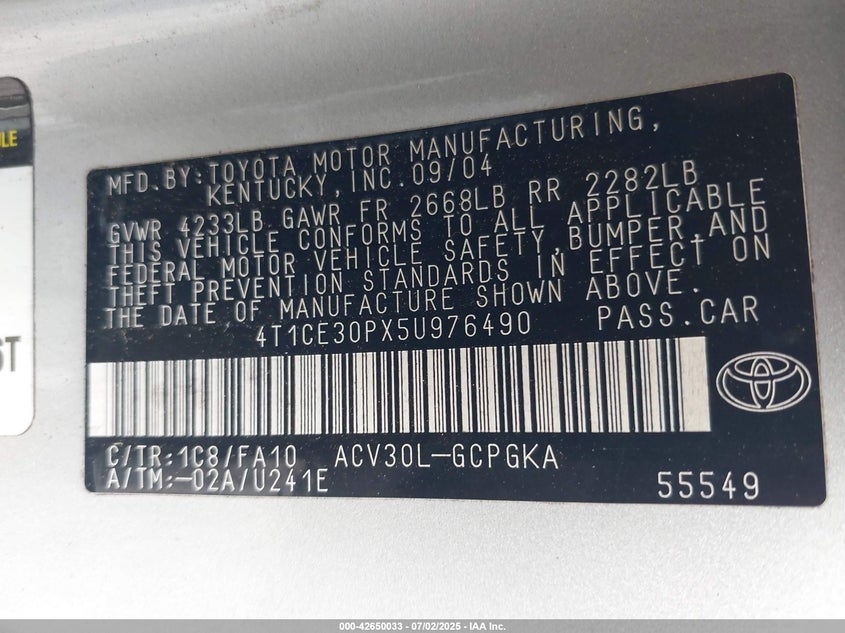 ULE
ST
MFD. BY: TOYOTA MOTOR MANUFACTURING,
KENTUCKY, INC. 09/04
GVWR 4233LB. GAWR FR 2668LB RR 2282LB
THIS VEHICLE CONFORMS TO ALL APPLICABLE
FEDERAL MOTOR VEHICLE SAFETY, BUMPER, AND
THEFT PREVENTION STANDARDS IN EFFECT ON
THE DATE OF MANUFACTURE SHOWN ABOVE.
4T1CE30PX5U976490 PASS. CAR
C/TR: 1C8/FA10 ACV30L-GCPGKA
A/TM:-02A/U241E 55549
000-42650033 - 07/02/2025 - IAA Inc.